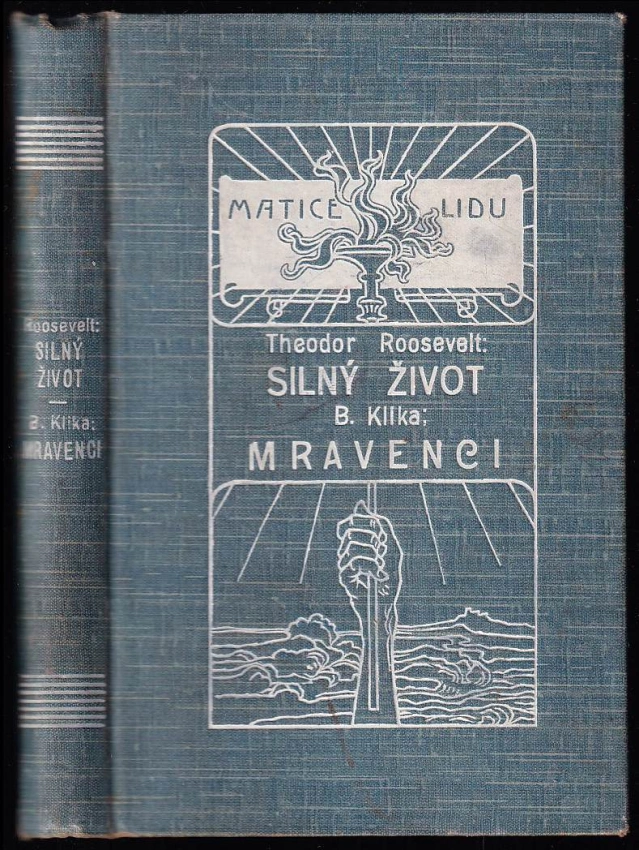 MATICE LIDU
Theodor Roosevelt:
SILNÝ ŽIVOT
B. Klika;
MRAVENCI
Roosevelt:
SILNÝ
ŽIVOT
B. Klika:
MRAVENCI